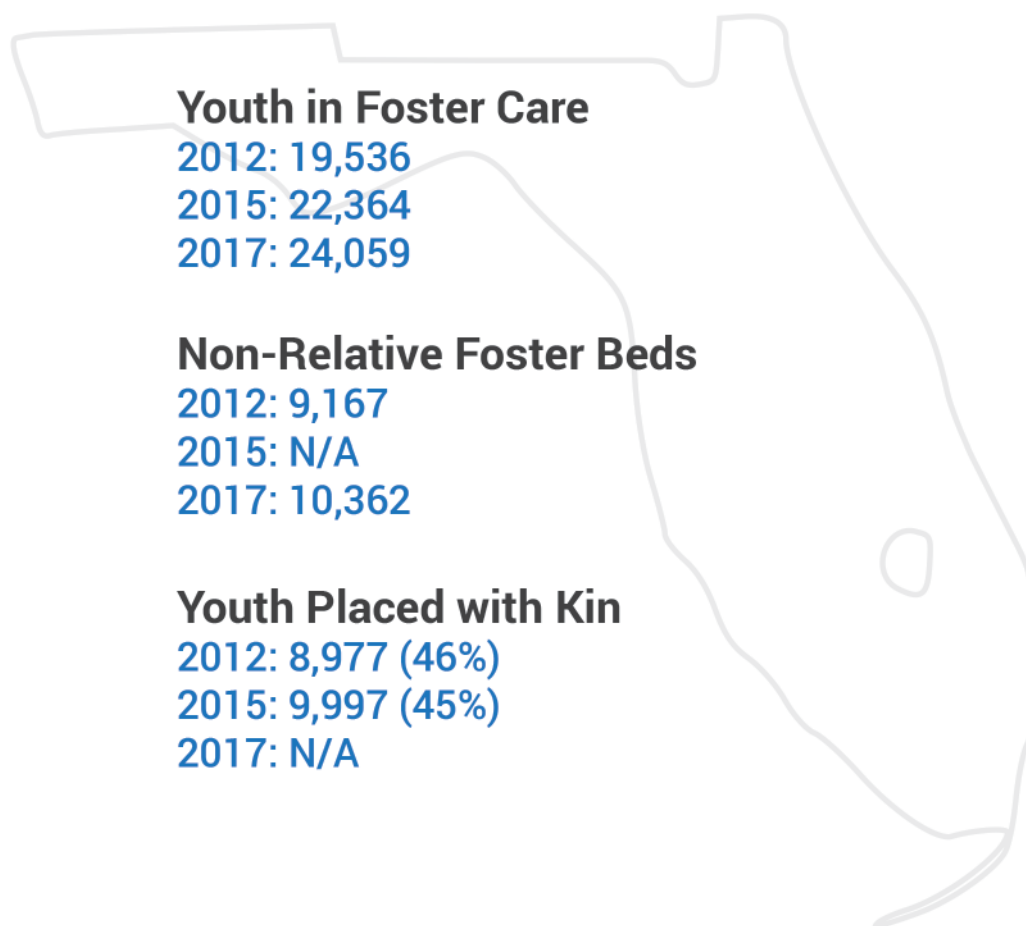 Youth in Foster Care
2012: 19,536
2015: 22,364
2017: 24,059
Non-Relative Foster Beds
2012: 9,167
2015: N/A
2017: 10,362
Youth Placed with Kin
2012: 8,977 (46%)
2015: 9,997 (45%)
2017: N/A